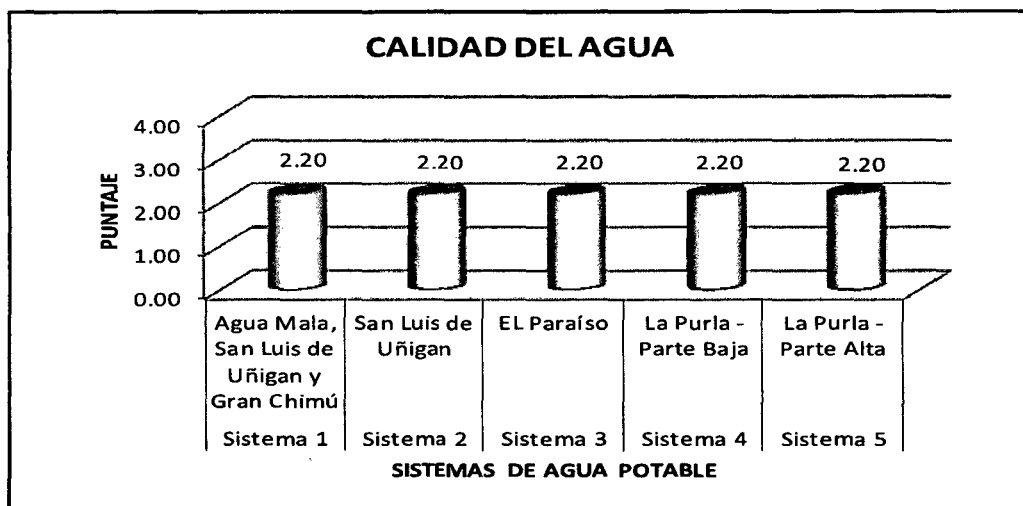 CALIDAD DEL AGUA
4.00
3.00
2.00
1.00
0.00
PUNTAJE
2.20 2.20 2.20 2.20 2.20
Agua Mala,
San Luis de
Uñigan y
Gran Chimú
San Luis de
Uñigan
EL Paraíso
La Purla -
Parte Baja
La Purla -
Parte Alta
Sistema 1 Sistema 2 Sistema 3 Sistema 4 Sistema 5
SISTEMAS DE AGUA POTABLE